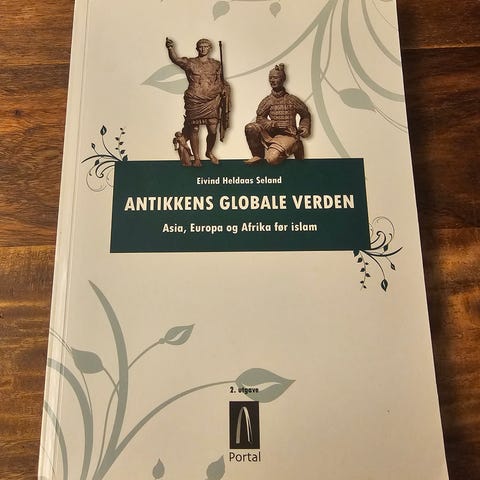 Eivind Heldaas Seland
ANTIKKENS GLOBALE VERDEN
Asia, Europa og Afrika før islam
2. utgave
Portal